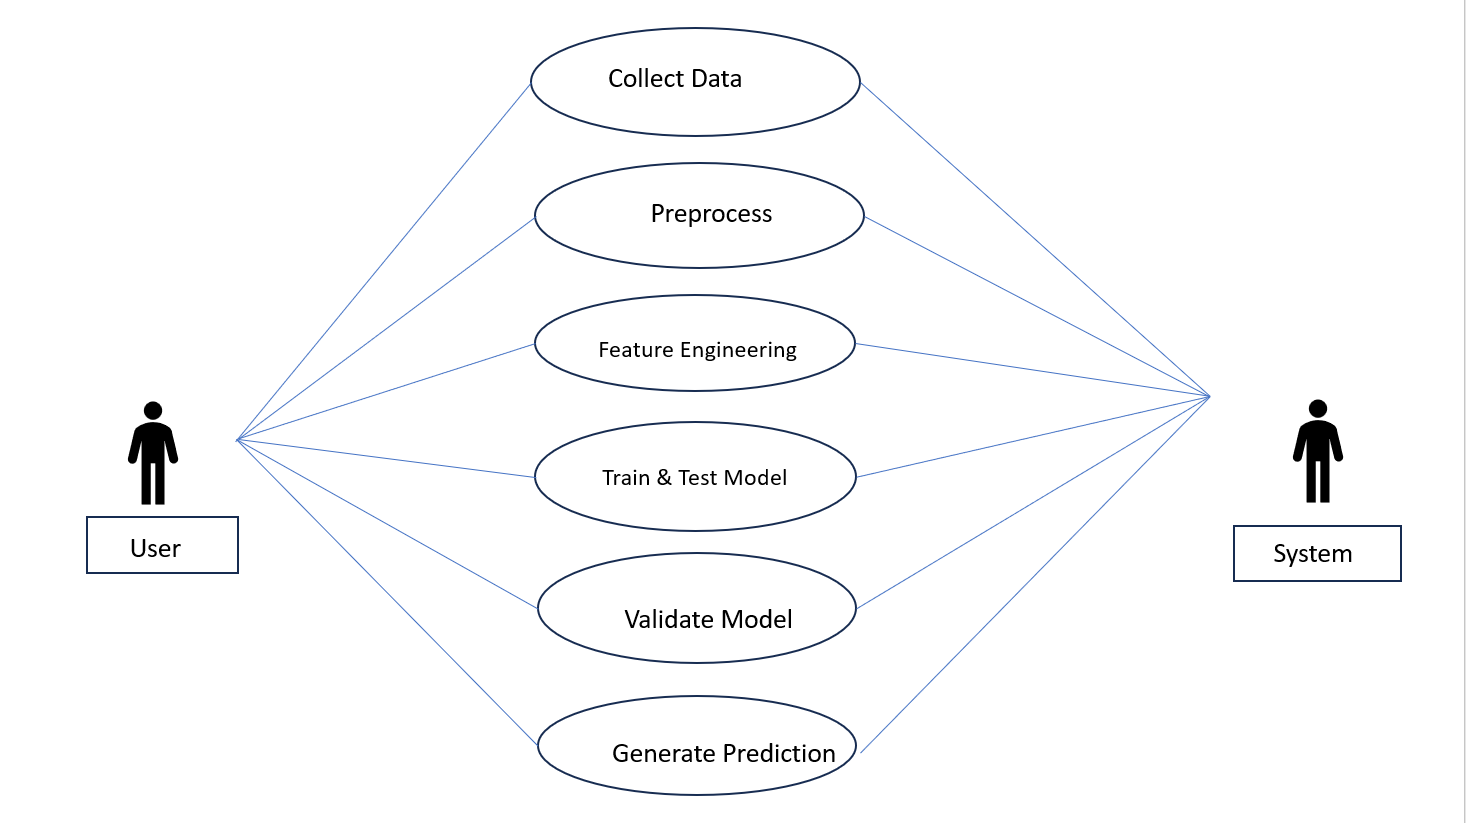 Collect Data
Preprocess
Feature Engineering
Train & Test Model
Validate Model
Generate Prediction
User
System